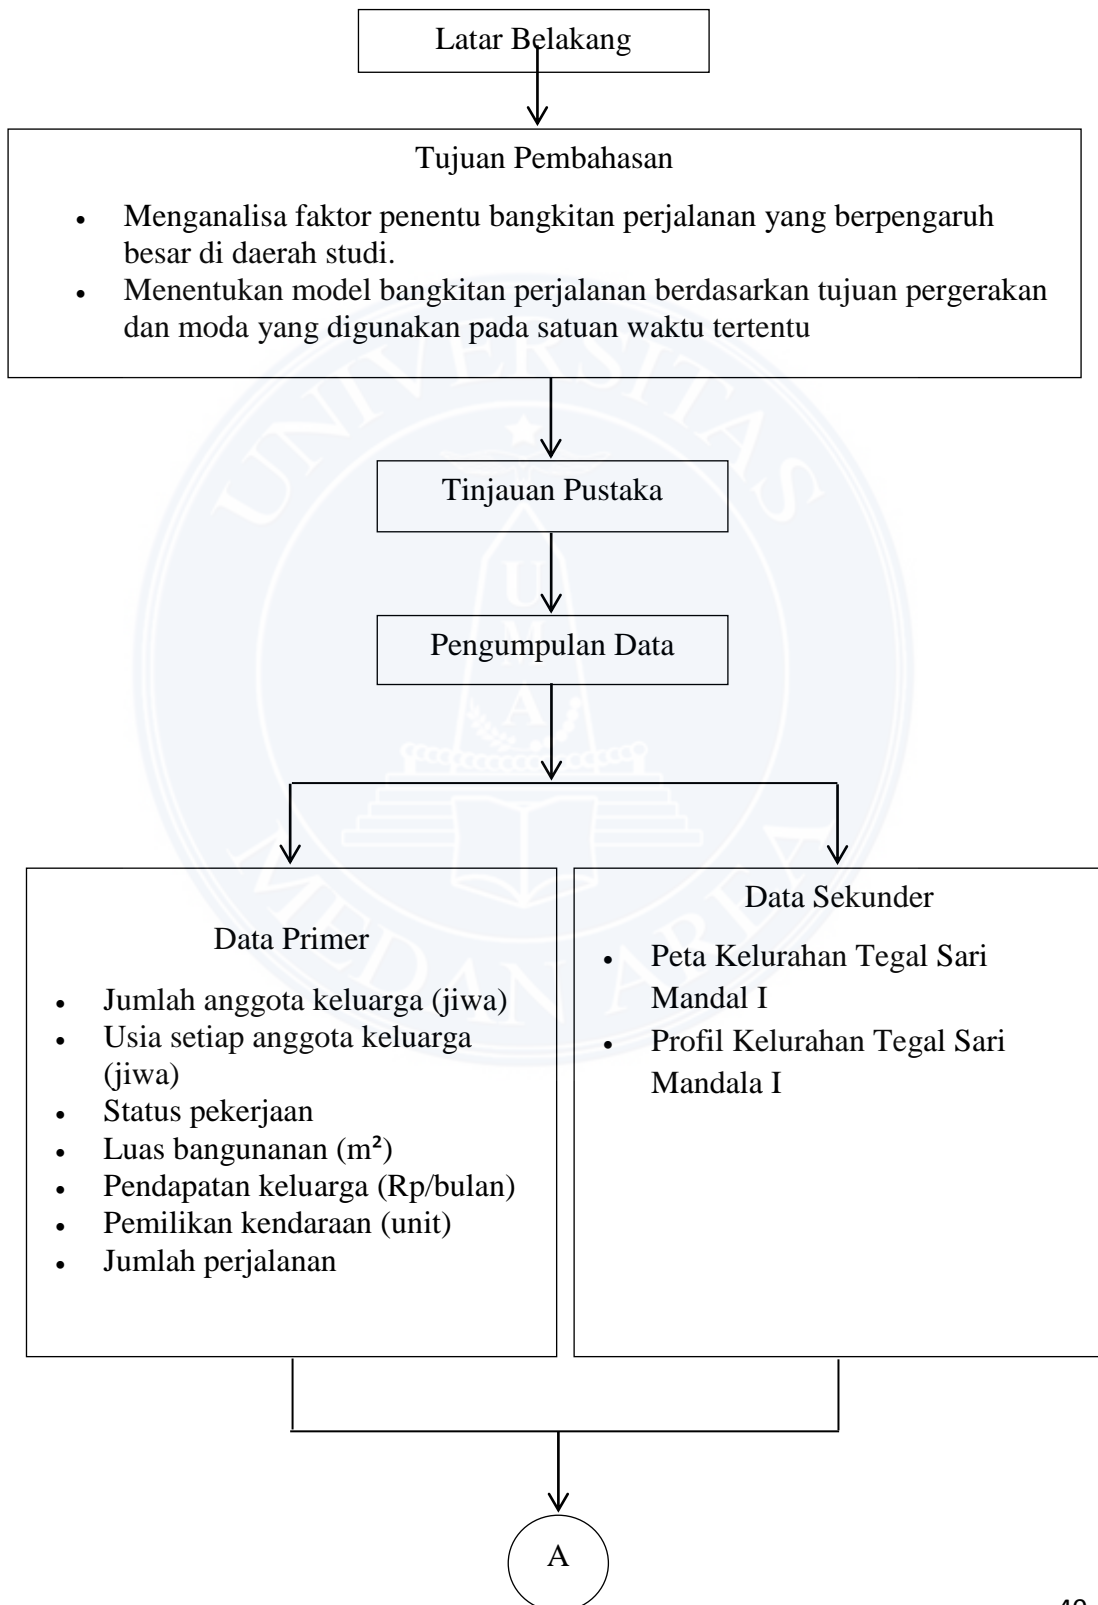 Latar Belakang
Tujuan Pembahasan
• Menganalisa faktor penentu bangkitan perjalanan yang berpengaruh
besar di daerah studi.
• Menentukan model bangkitan perjalanan berdasarkan tujuan pergerakan
dan moda yang digunakan pada satuan waktu tertentu
Tinjauan Pustaka
Pengumpulan Data
Data Primer
• Jumlah anggota keluarga (jiwa)
• Usia setiap anggota keluarga
(jiwa)
• Status pekerjaan
• Luas bangunanan (m²)
• Pendapatan keluarga (Rp/bulan)
• Pemilikan kendaraan (unit)
• Jumlah perjalanan
Data Sekunder
• Peta Kelurahan Tegal Sari
Mandal I
• Profil Kelurahan Tegal Sari
Mandala I
A
UNIVERSITAS
MEDAN AREA
U
M
A